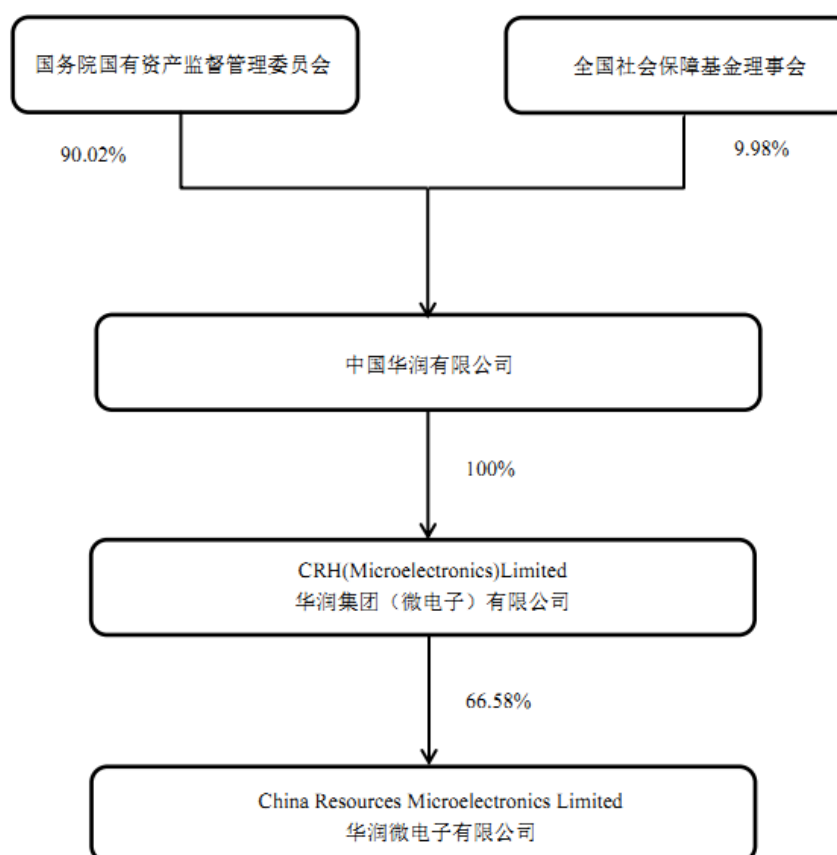 国务院国有资产监督管理委员会
全国社会保障基金理事会
90.02%
9.98%
中国华润有限公司
100%
CRH(Microelectronics)Limited
华润集团（微电子）有限公司
66.58%
China Resources Microelectronics Limited
华润微电子有限公司